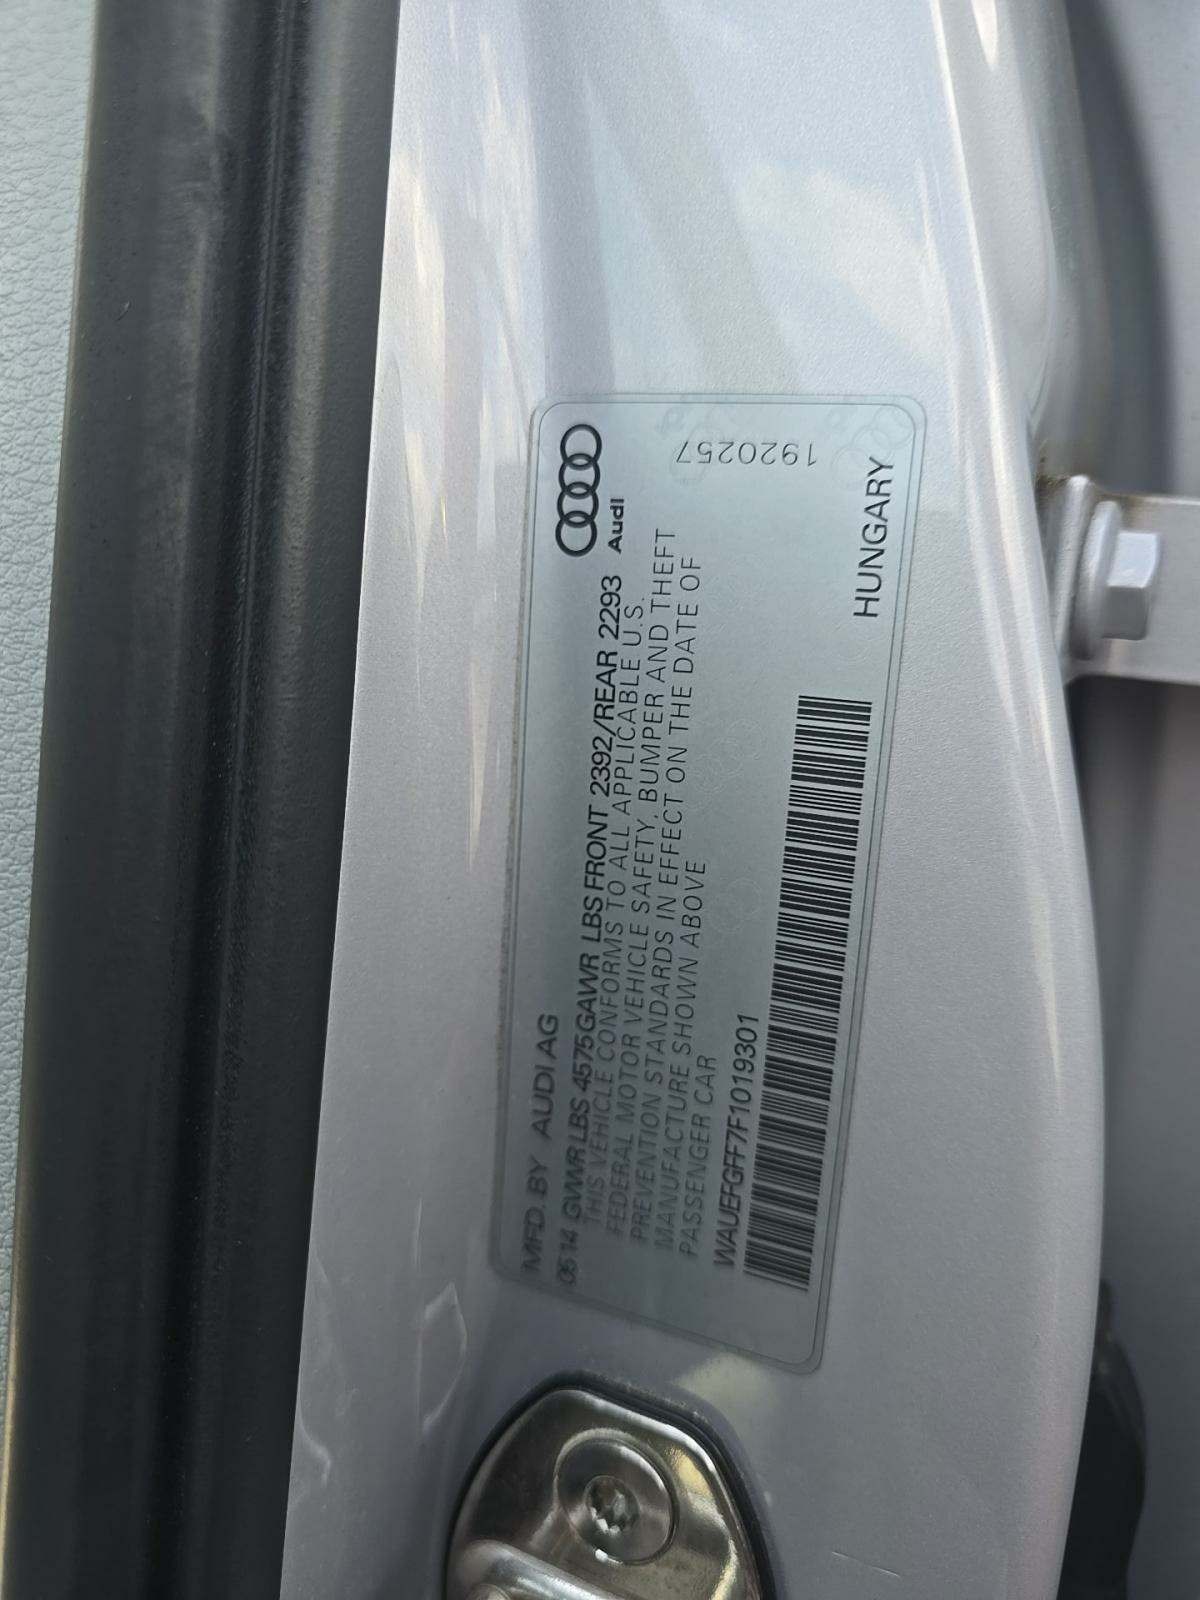 Audi
MFD. BY AUDI AG
05 14 GVWR LBS 4575 GAWR LBS FRONT 2392/REAR 2293
THIS VEHICLE CONFORMS TO ALL APPLICABLE U.S.
FEDERAL MOTOR VEHICLE SAFETY, BUMPER AND THEFT
PREVENTION STANDARDS IN EFFECT ON THE DATE OF
MANUFACTURE SHOWN ABOVE
PASSENGER CAR
WAUEFGFF7F1019301
HUNGARY
1920257